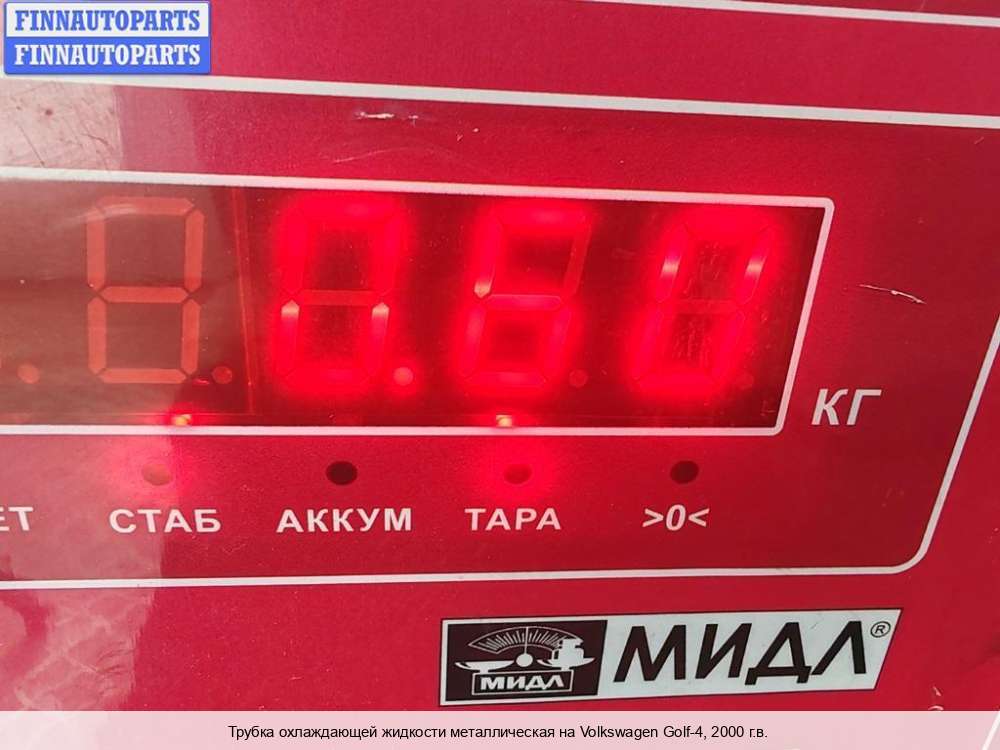 FINNAUTOPARTS
FINNAUTOPARTS
0.60
КГ
ЕТ СТАБ АККУМ ТАРА >0<
МИДЛ МИДЛ®
Трубка охлаждающей жидкости металлическая на Volkswagen Golf-4, 2000 г.в.